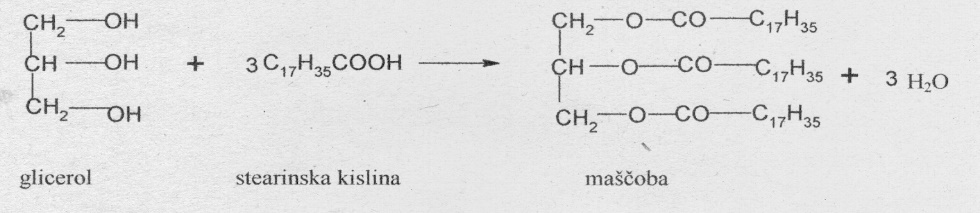 CH₂—OH CH₂—O—CO—C₁₇H₃₅
CH—OH + 3 C₁₇H₃₅COOH ⟶ CH—O—CO—C₁₇H₃₅ + 3 H₂O
CH₂—OH CH₂—O—CO—C₁₇H₃₅
glicerol stearinska kislina maščoba